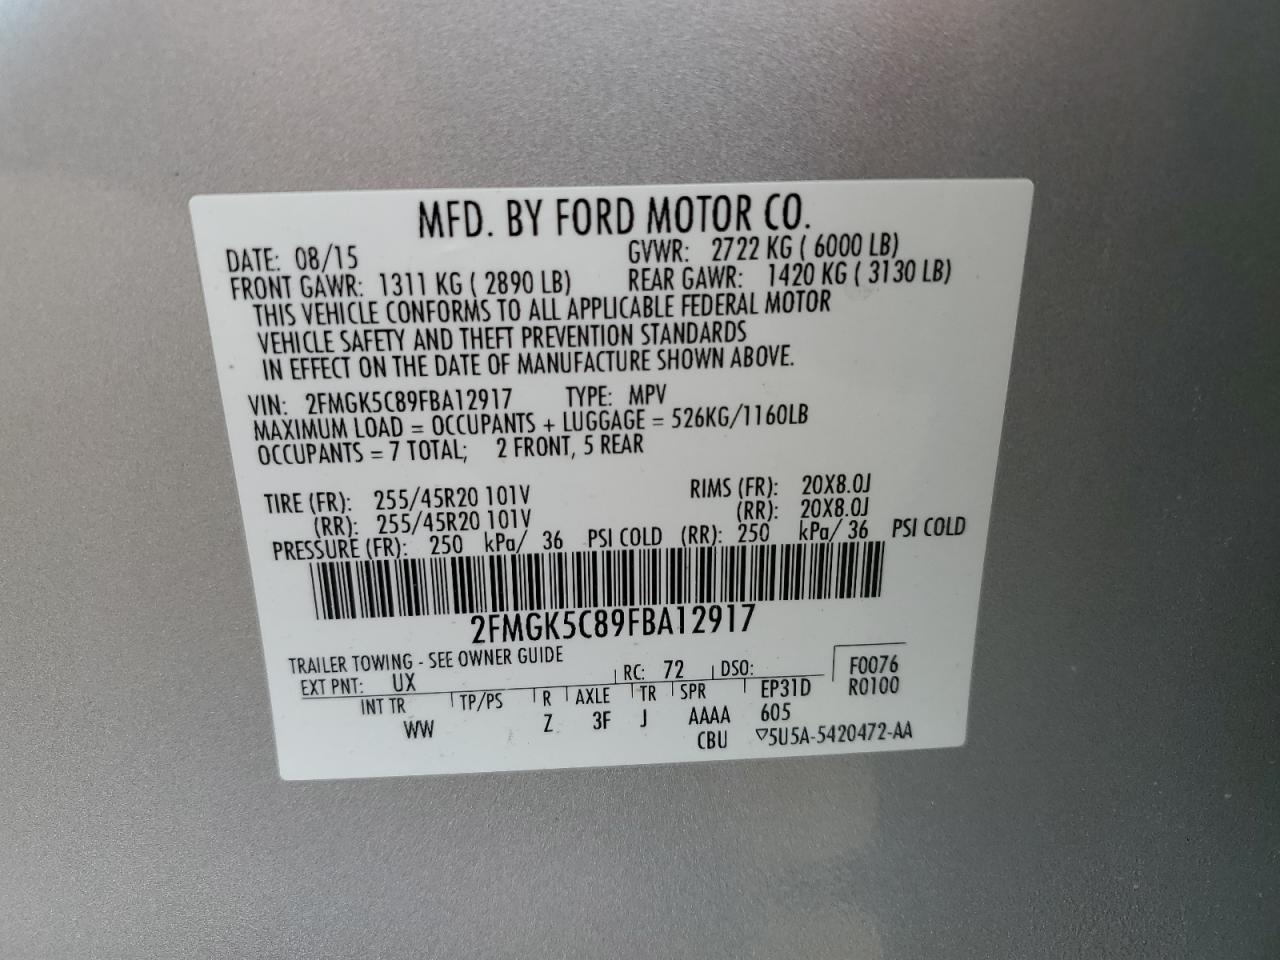 MFD. BY FORD MOTOR CO.
DATE: 08/15 GVWR: 2722 KG ( 6000 LB)
FRONT GAWR: 1311 KG ( 2890 LB) REAR GAWR: 1420 KG ( 3130 LB)
THIS VEHICLE CONFORMS TO ALL APPLICABLE FEDERAL MOTOR
VEHICLE SAFETY AND THEFT PREVENTION STANDARDS
IN EFFECT ON THE DATE OF MANUFACTURE SHOWN ABOVE.
VIN: 2FMGK5C89FBA12917 TYPE: MPV
MAXIMUM LOAD = OCCUPANTS + LUGGAGE = 526KG/1160LB
OCCUPANTS = 7 TOTAL; 2 FRONT, 5 REAR
TIRE (FR): 255/45R20 101V RIMS (FR): 20X8.0J
(RR): 255/45R20 101V (RR): 20X8.0J
PRESSURE (FR): 250 kPa/ 36 PSI COLD (RR): 250 kPa/ 36 PSI COLD
2FMGK5C89FBA12917
TRAILER TOWING - SEE OWNER GUIDE
EXT PNT: UX RC: 72 DSO: F0076
INT TR TP/PS R AXLE TR SPR EP31D R0100
WW Z 3F J AAAA 605
CBU ▽5U5A-5420472-AA